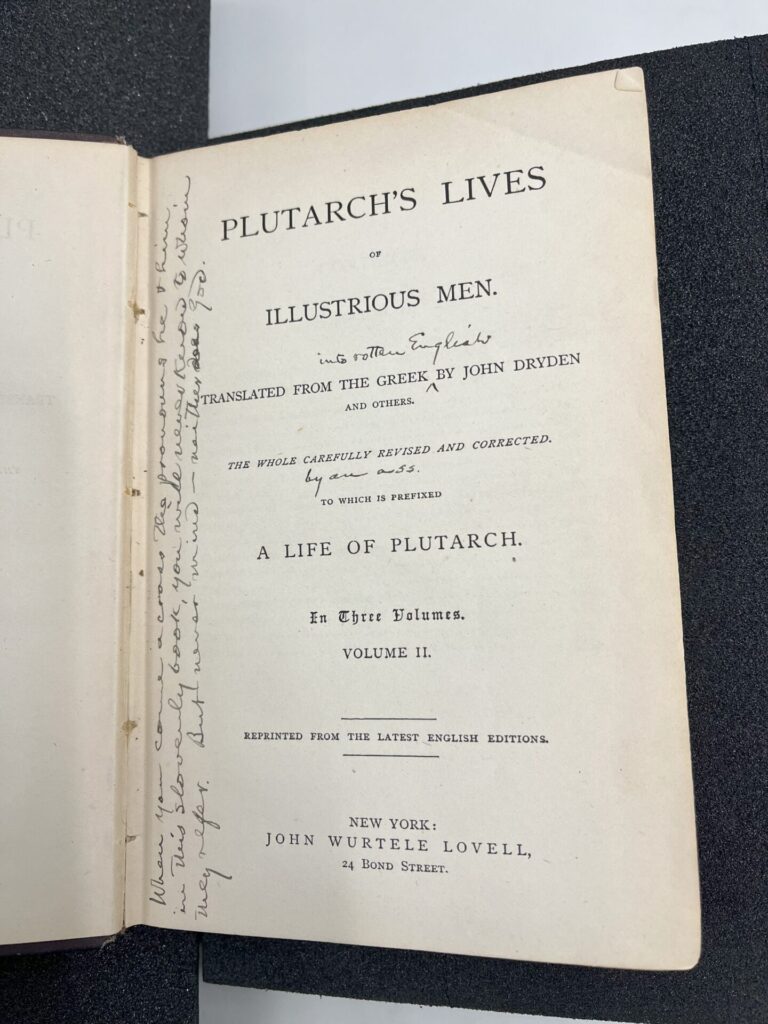 PLUTARCH'S LIVES
OF
ILLUSTRIOUS MEN.
into rotten English
TRANSLATED FROM THE GREEK ^ BY JOHN DRYDEN
AND OTHERS.
THE WHOLE CAREFULLY REVISED AND CORRECTED.
by an ass.
TO WHICH IS PREFIXED
A LIFE OF PLUTARCH.
In Three Volumes.
VOLUME II.
REPRINTED FROM THE LATEST ENGLISH EDITIONS.
NEW YORK:
JOHN WURTELE LOVELL,
24 BOND STREET.
When you come across the pronouns he & him,
in this slovenly book, you will never know to whom
they refer. But never mind — neither does God.